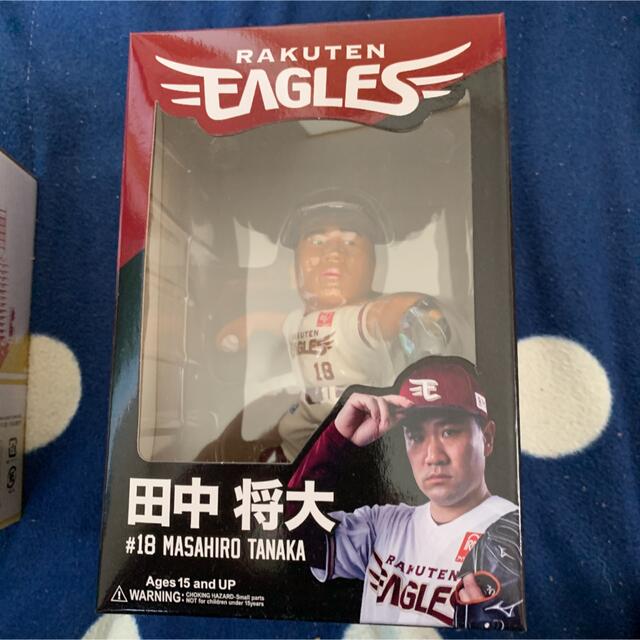 RAKUTEN
EAGLES
RAKUTEN
EAGLES
18
田中 将大
#18 MASAHIRO TANAKA
RAKUTEN
EAGLES
Ages 15 and UP
WARNING: CHOKING HAZARD-Small parts
NOT for children under 15years